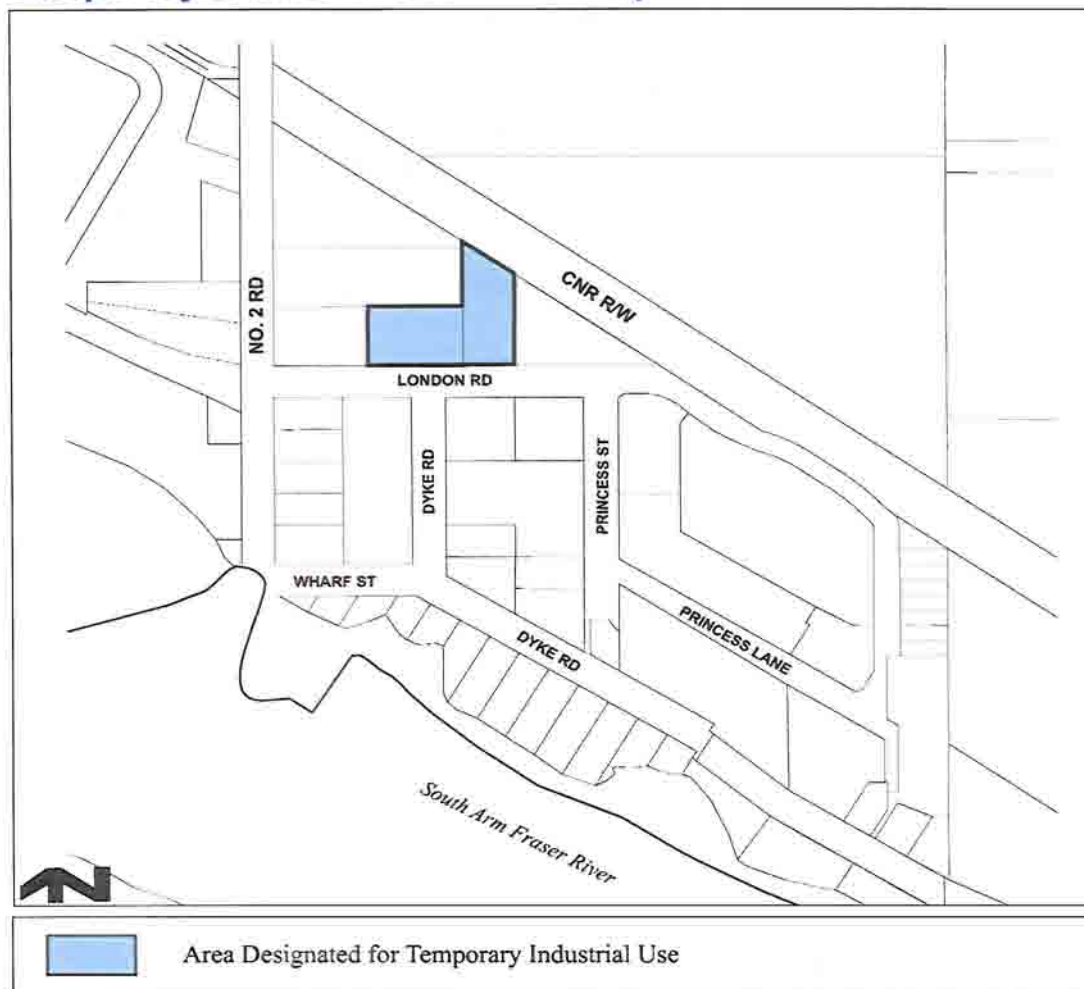 CNR R/W
NO. 2 RD
LONDON RD
DYKE RD
PRINCESS ST
WHARF ST
PRINCESS LANE
DYKE RD
South Arm Fraser River
N
Area Designated for Temporary Industrial Use